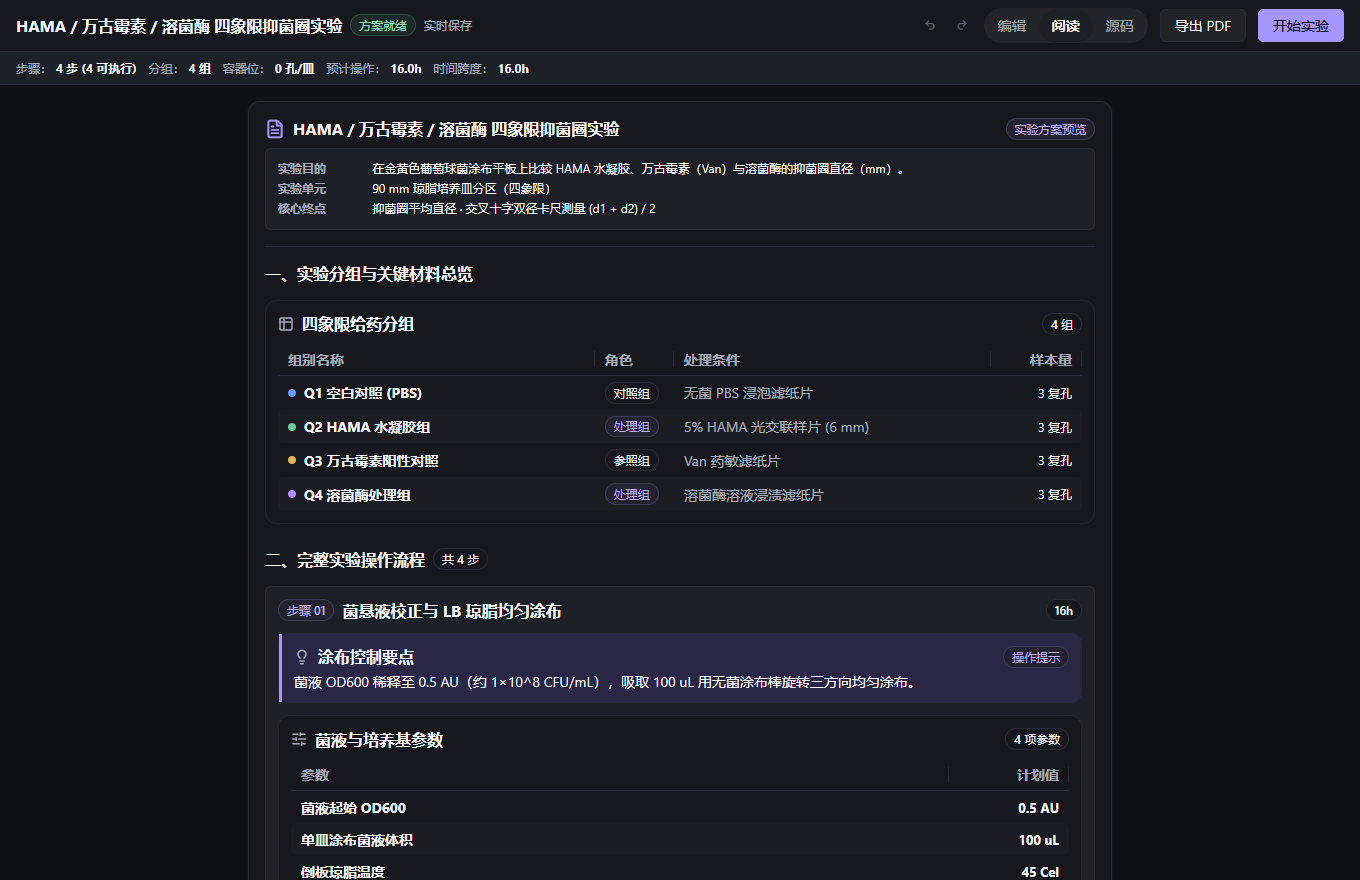 HAMA / 万古霉素 / 溶菌酶 四象限抑菌圈实验 方案就绪 实时保存 编辑 阅读 源码 导出 PDF 开始实验
步骤: 4 步 (4 可执行) 分组: 4 组 容器位: 0 孔/皿 预计操作: 16.0h 时间跨度: 16.0h
HAMA / 万古霉素 / 溶菌酶 四象限抑菌圈实验 实验方案预览
实验目的 在金黄色葡萄球菌涂布平板上比较 HAMA 水凝胶、万古霉素（Van）与溶菌酶的抑菌圈直径（mm）。
实验单元 90 mm 琼脂培养皿分区（四象限）
核心终点 抑菌圈平均直径 · 交叉十字双径卡尺测量 (d1 + d2) / 2
一、实验分组与关键材料总览
四象限给药分组 4 组
组别名称 角色 处理条件 样本量
Q1 空白对照 (PBS) 对照组 无菌 PBS 浸泡滤纸片 3 复孔
Q2 HAMA 水凝胶组 处理组 5% HAMA 光交联样片 (6 mm) 3 复孔
Q3 万古霉素阳性对照 参照组 Van 药敏滤纸片 3 复孔
Q4 溶菌酶处理组 处理组 溶菌酶溶液浸渍滤纸片 3 复孔
二、完整实验操作流程 共 4 步
步骤 01 菌悬液校正与 LB 琼脂均匀涂布 16h
涂布控制要点 操作提示
菌液 OD600 稀释至 0.5 AU（约 1×10^8 CFU/mL），吸取 100 uL 用无菌涂布棒旋转三方向均匀涂布。
菌液与培养基参数 4 项参数
参数 计划值
菌液起始 OD600 0.5 AU
单皿涂布菌液体积 100 uL
倒板琼脂温度 45 Cel